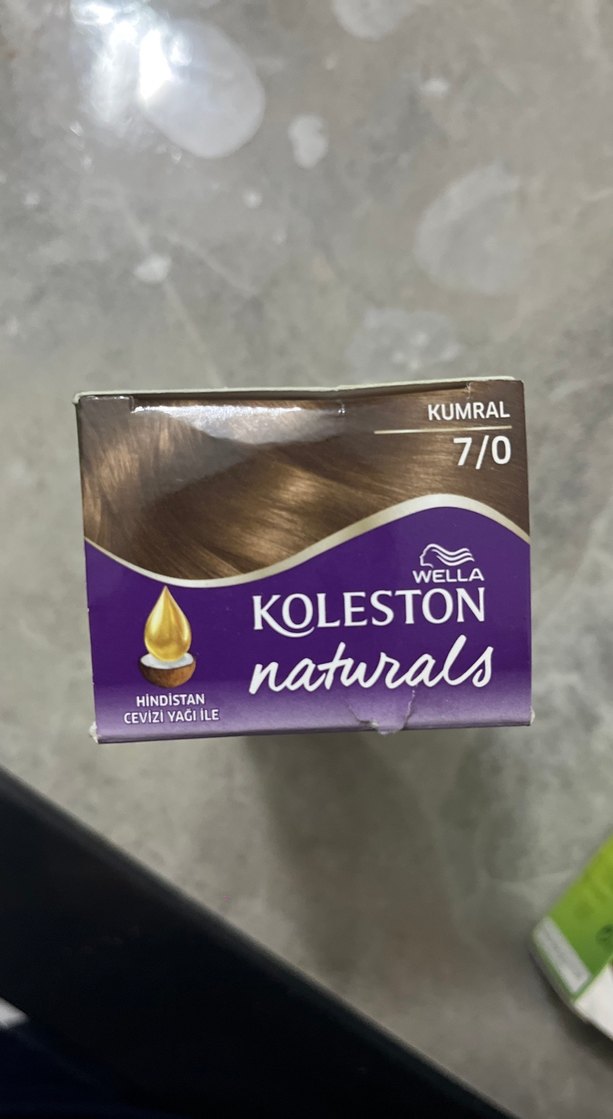 KUMRAL
7/0
WELLA
KOLESTON
naturals
HİNDİSTAN
CEVİZİ YAĞI İLE